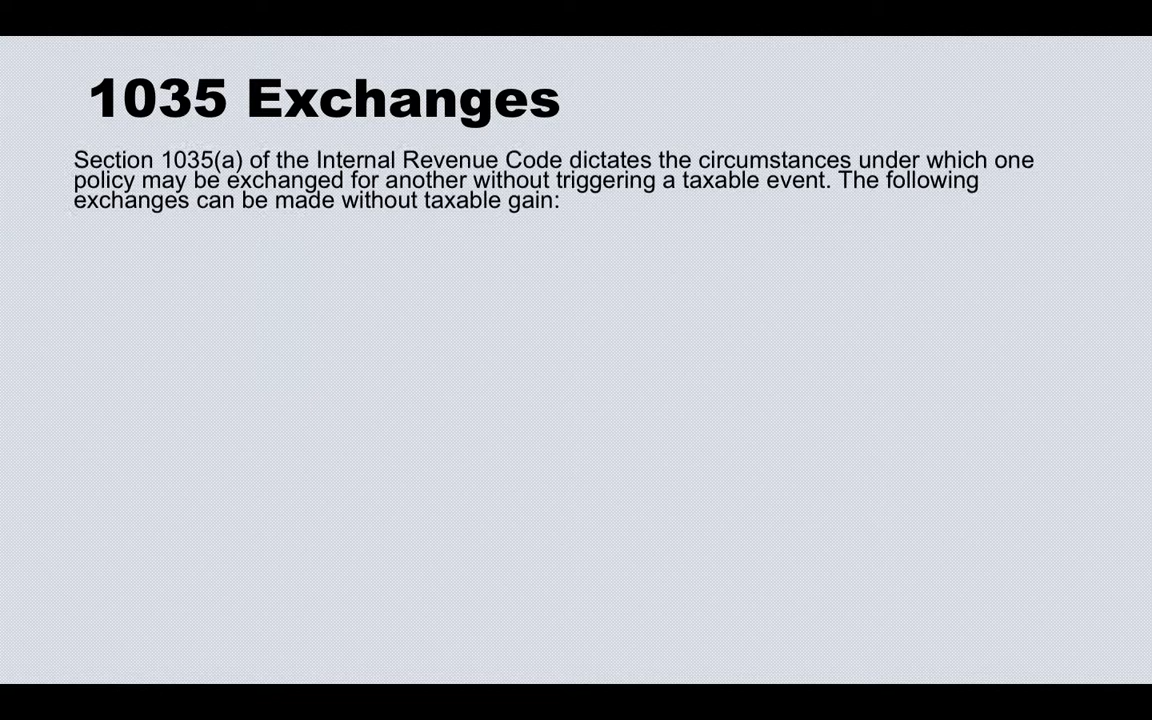 1035 Exchanges
Section 1035(a) of the Internal Revenue Code dictates the circumstances under which one
policy may be exchanged for another without triggering a taxable event. The following
exchanges can be made without taxable gain: